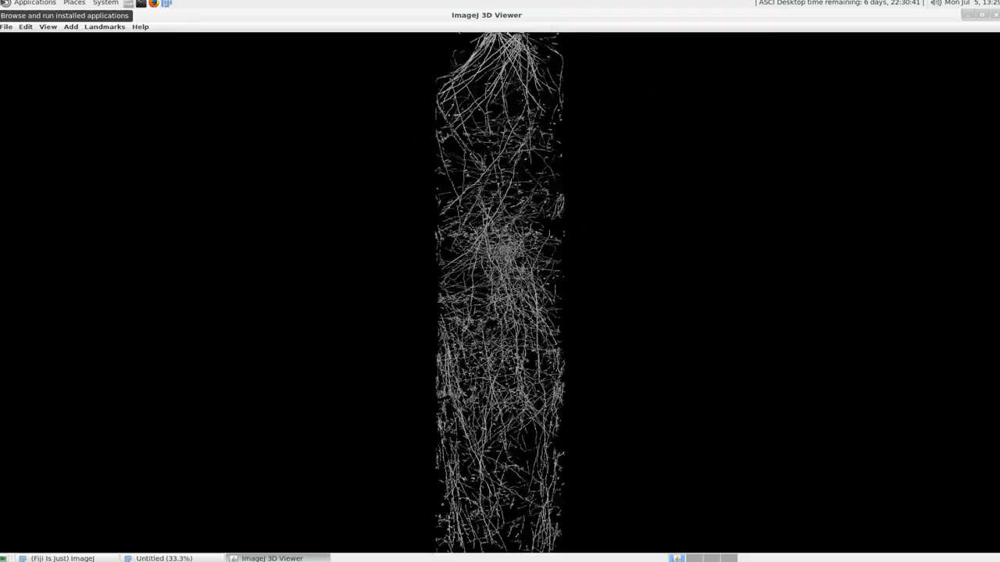 Applications Places System | ASCI Desktop time remaining: 6 days, 22:30:41 | Mon Jul 5, 13:29
Browse and run installed applications
ImageJ 3D Viewer
File Edit View Add Landmarks Help
(Fiji Is Just) ImageJ Untitled (33.3%) ImageJ 3D Viewer